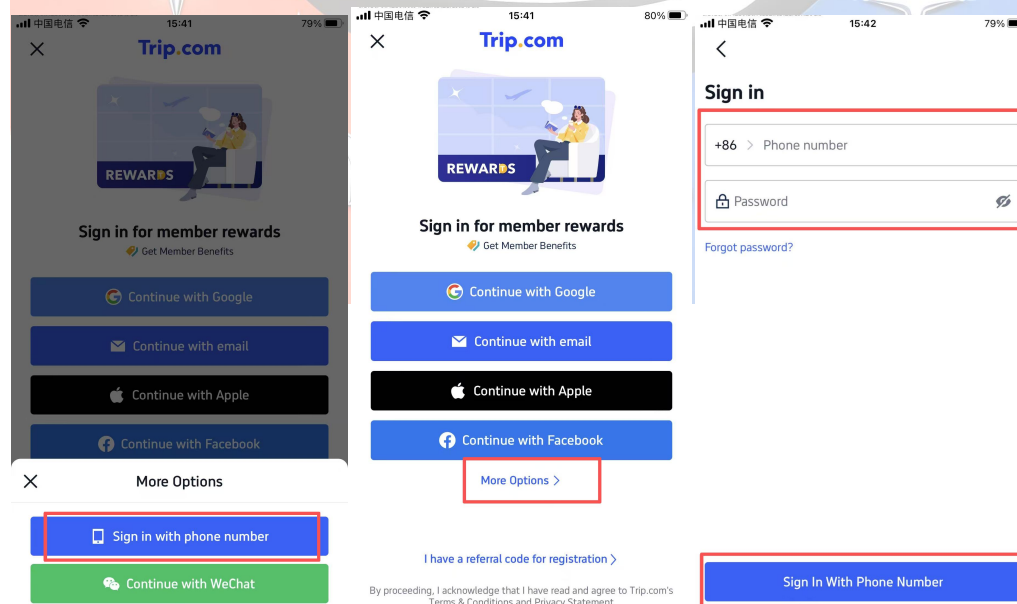 中国电信
15:41
79%
Trip.com
REWARDS
Sign in for member rewards
Get Member Benefits
Continue with Google
Continue with email
Continue with Apple
Continue with Facebook
More Options
Sign in with phone number
Continue with WeChat
中国电信
15:41
80%
Trip.com
REWARDS
Sign in for member rewards
Get Member Benefits
Continue with Google
Continue with email
Continue with Apple
Continue with Facebook
More Options >
I have a referral code for registration >
By proceeding, I acknowledge that I have read and agree to Trip.com's
Terms & Conditions and Privacy Statement
中国电信
15:42
79%
Sign in
+86 > Phone number
Password
Forgot password?
Sign In With Phone Number